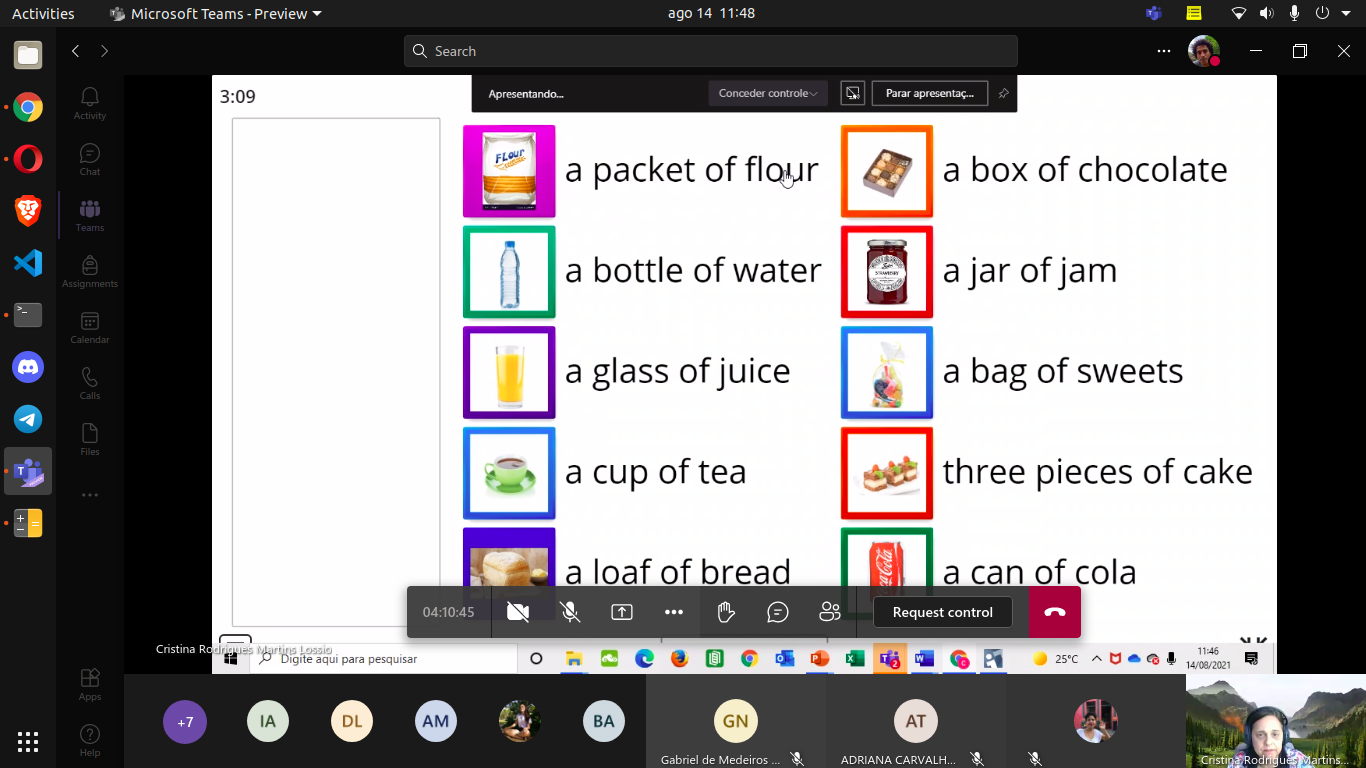 Activities
Microsoft Teams - Preview
ago 14 11:48
Search
3:09
Apresentando...
Conceder controle
Parar apresentaç...
Activity
Chat
Teams
Assignments
Calendar
Calls
Files
Apps
Help
FLOUR
a packet of flour
a box of chocolate
a bottle of water
STRAWBERRY
a jar of jam
a glass of juice
a bag of sweets
a cup of tea
three pieces of cake
a loaf of bread
Coca-Cola
a can of cola
04:10:45
Request control
Cristina Rodrigues Martins Lossio
Digite aqui para pesquisar
2
25°C
11:46
14/08/2021
+7
IA
DL
AM
BA
GN
AT
Gabriel de Medeiros ...
ADRIANA CARVALH...
Cristina Rodrigues Martins...